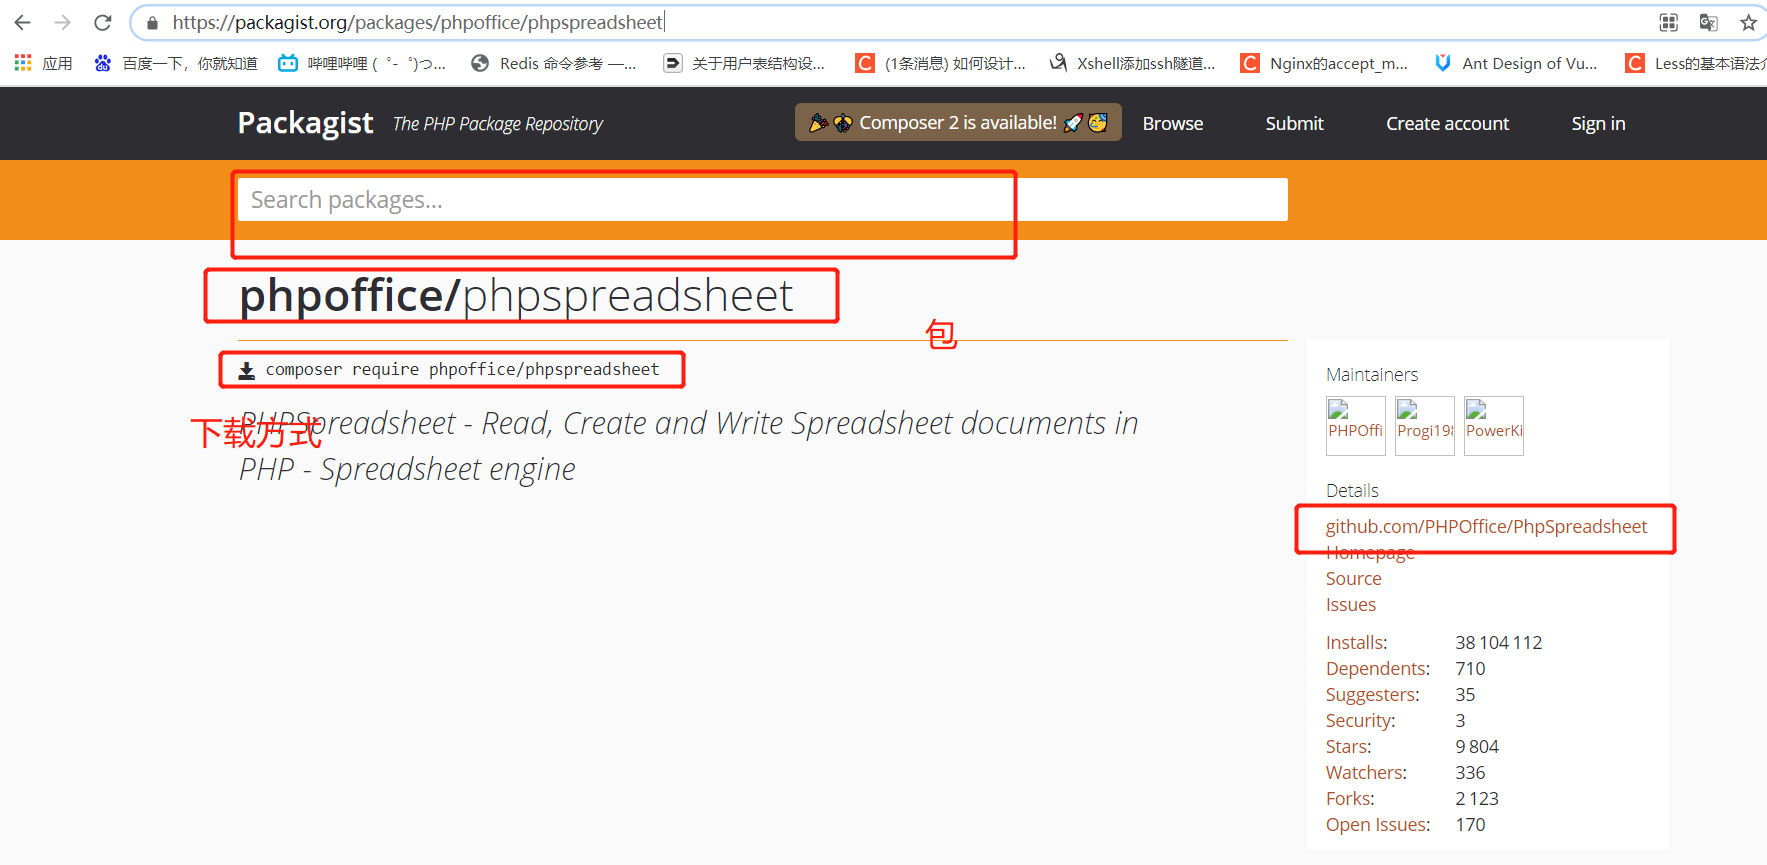 https://packagist.org/packages/phpoffice/phpspreadsheet
应用 百度一下，你就知道 哔哩哔哩 ( ゜- ゜)つ... Redis 命令参考 —... 关于用户表结构设... (1条消息) 如何设计... Xshell添加ssh隧道... Nginx的accept_m... Ant Design of Vu... Less的基本语法介
Packagist The PHP Package Repository Composer 2 is available! Browse Submit Create account Sign in
Search packages...
phpoffice/phpspreadsheet
包
composer require phpoffice/phpspreadsheet
下载方式
PHPSpreadsheet - Read, Create and Write Spreadsheet documents in
PHP - Spreadsheet engine
Maintainers
PHPOffi Progi198 PowerKi
Details
github.com/PHPOffice/PhpSpreadsheet
Homepage
Source
Issues
Installs: 38 104 112
Dependents: 710
Suggesters: 35
Security: 3
Stars: 9 804
Watchers: 336
Forks: 2 123
Open Issues: 170